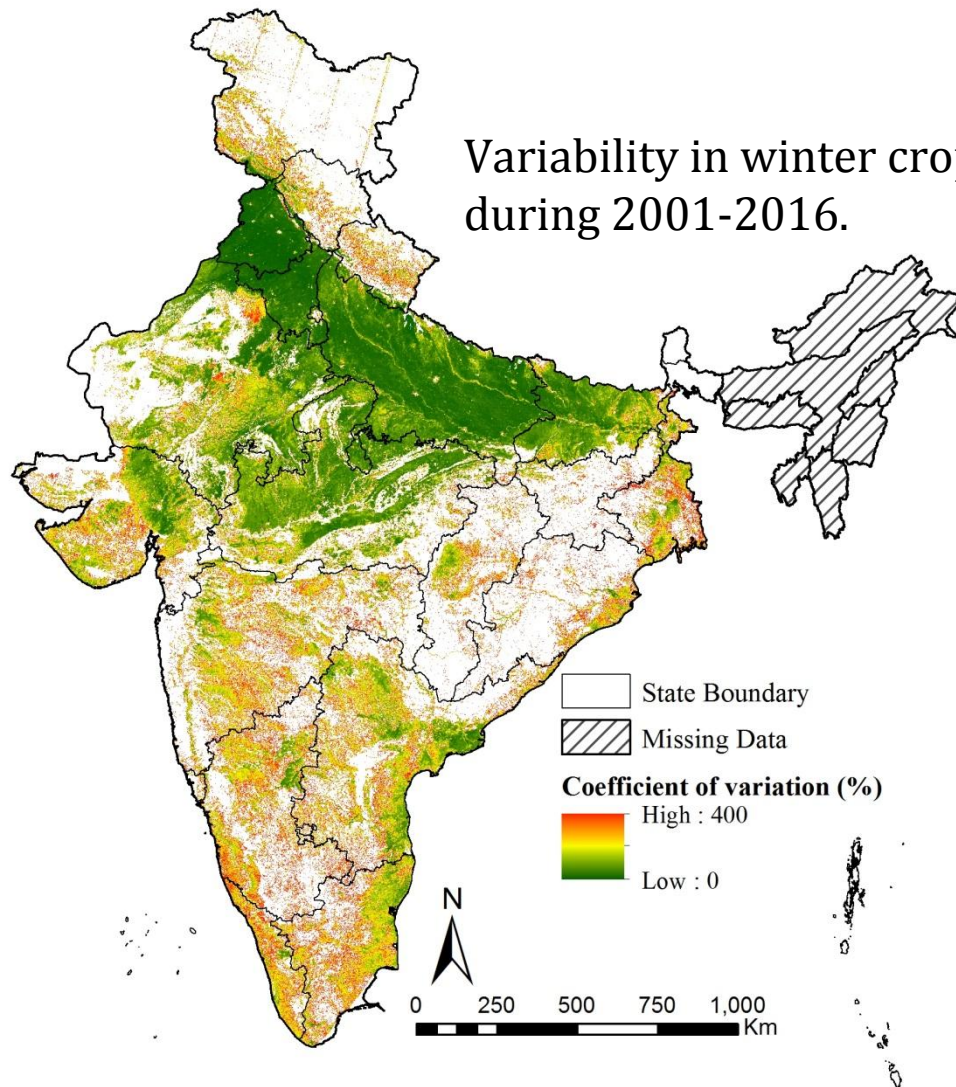 Variability in winter crop
during 2001-2016.
State Boundary
Missing Data
Coefficient of variation (%)
High : 400
Low : 0
N
0 250 500 750 1,000
Km